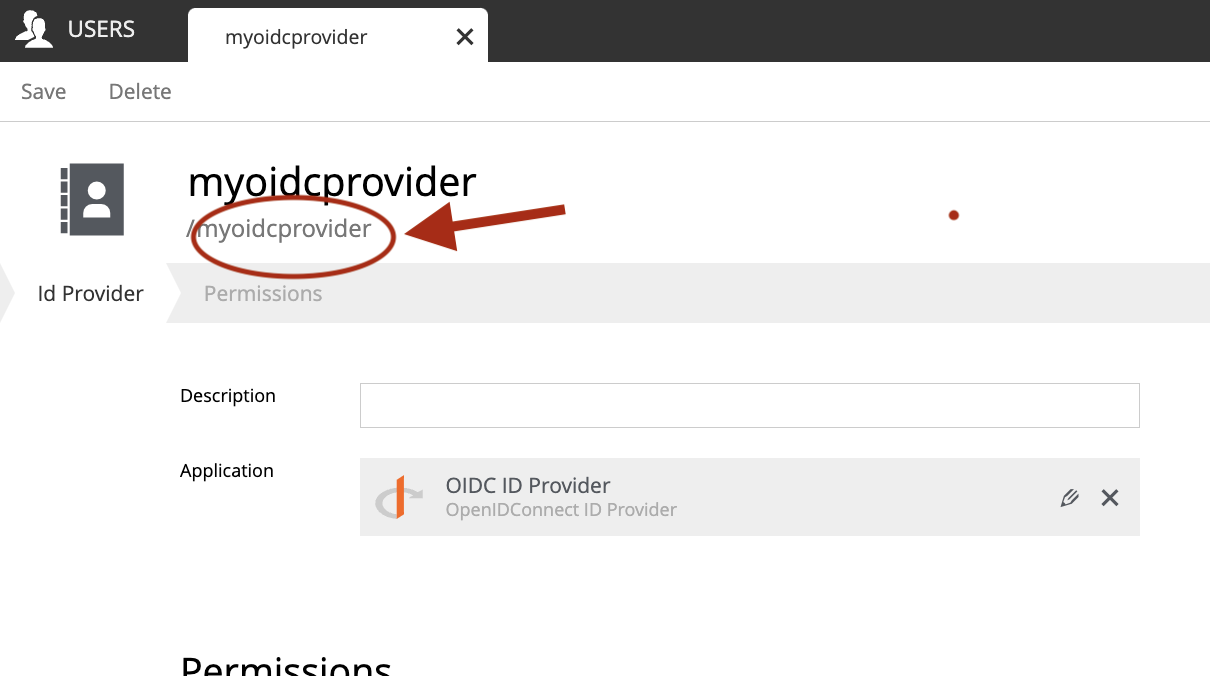 USERS
myoidcprovider
Save Delete
myoidcprovider
/myoidcprovider
Id Provider Permissions
Description
Application
OIDC ID Provider
OpenIDConnect ID Provider
Permissions